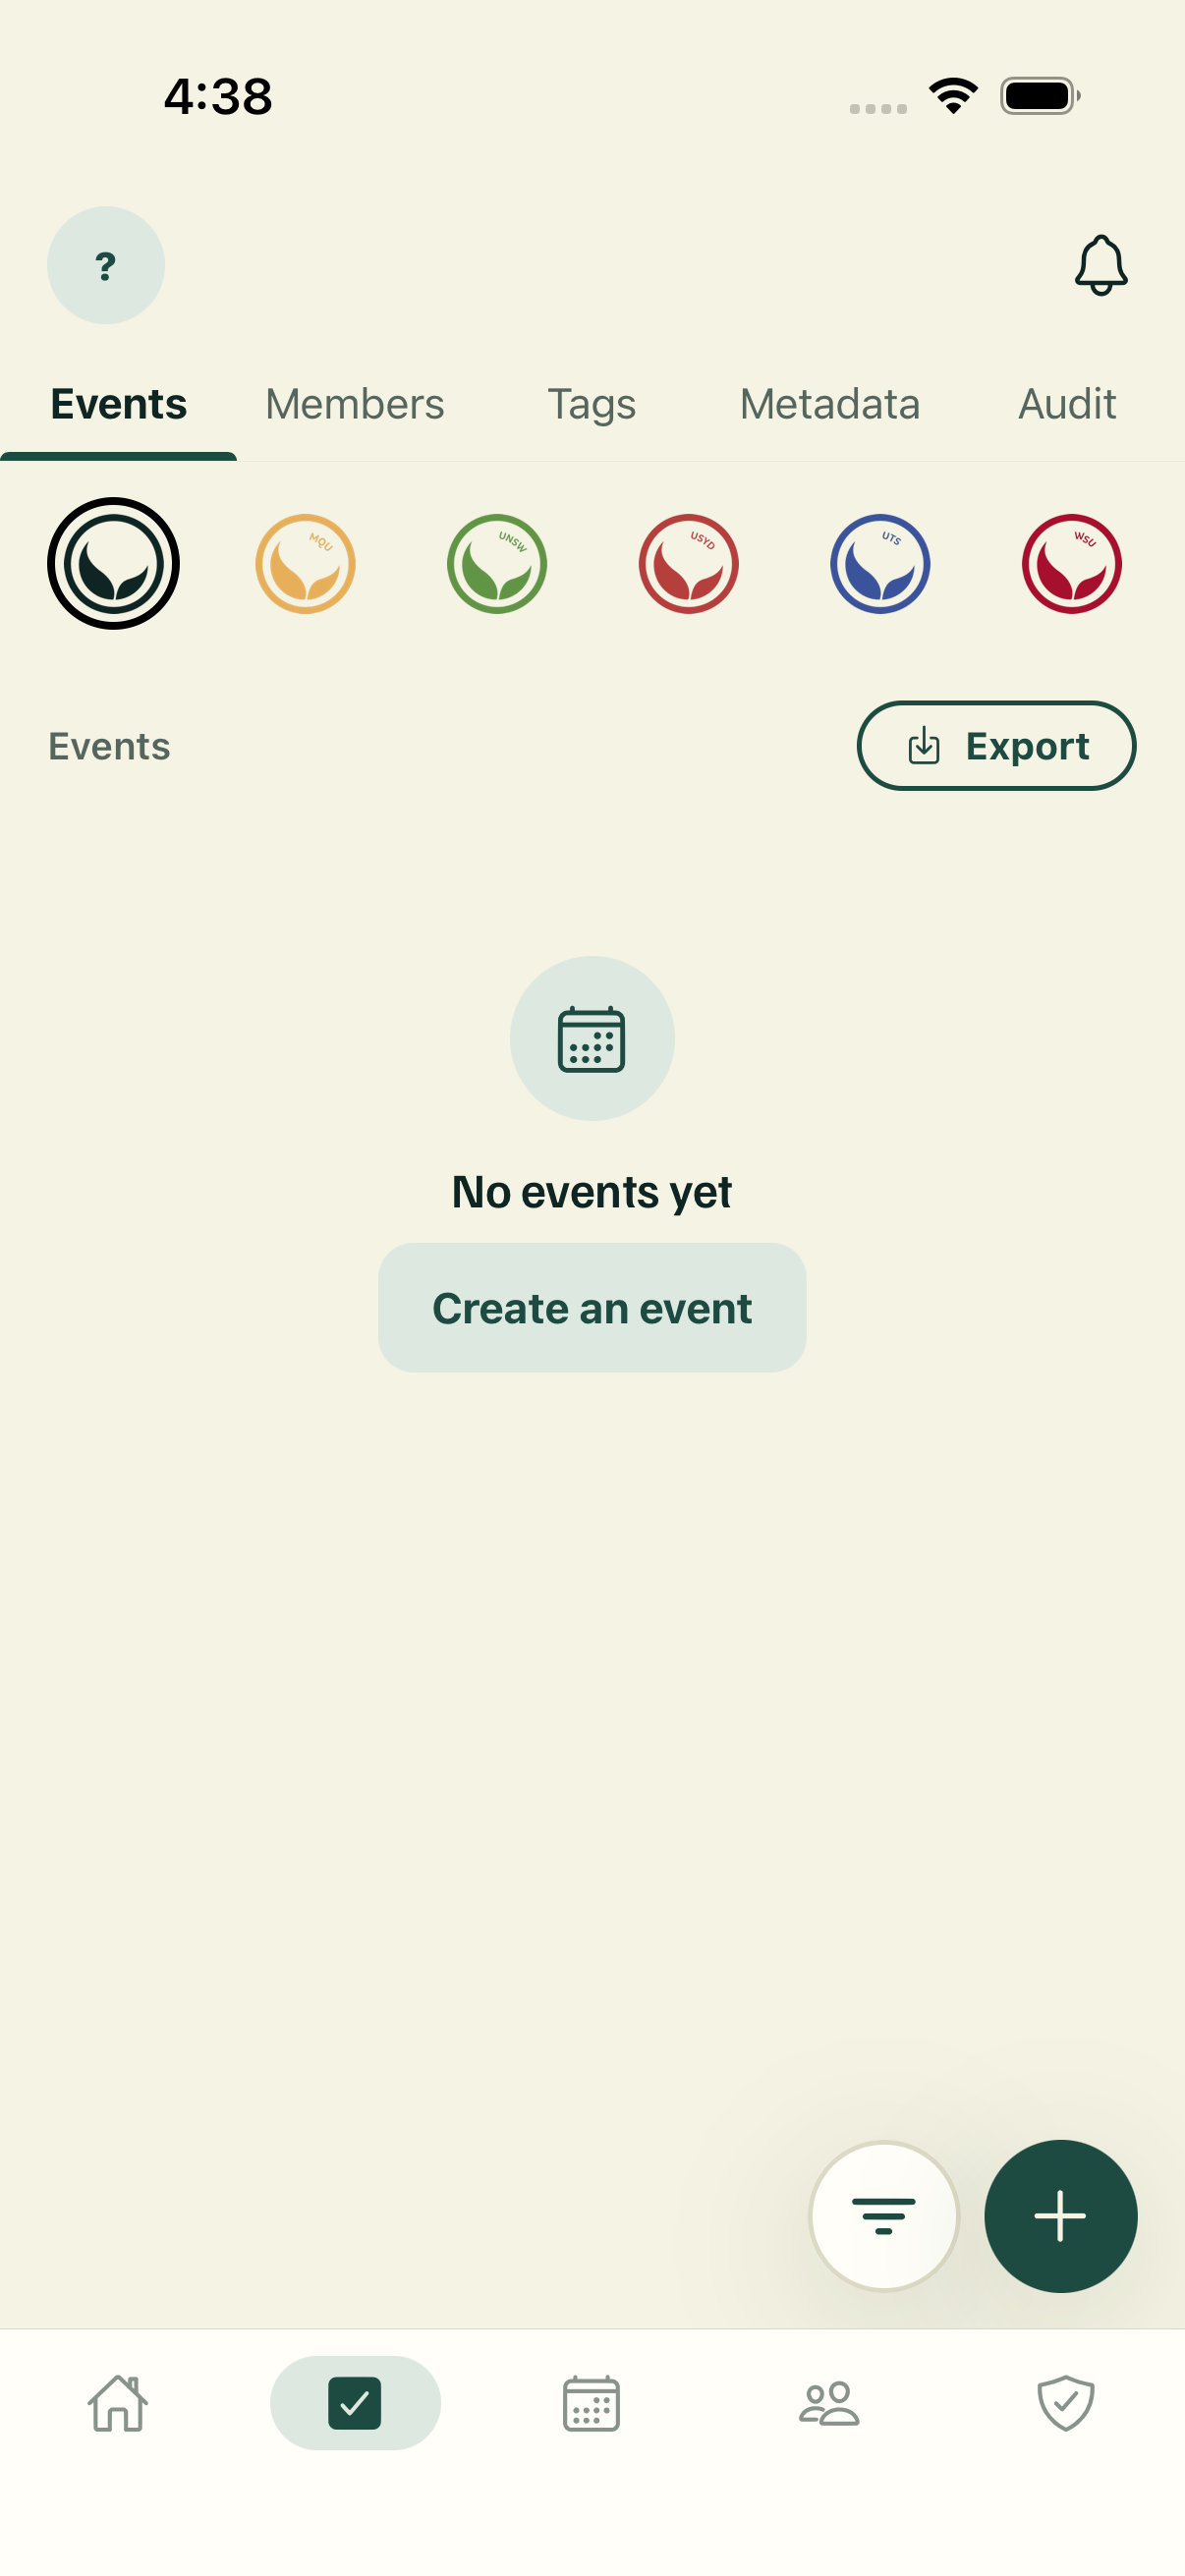 4:38
?
Events Members Tags Metadata Audit
MQU UNSW USYD UTS WSU
Events Export
No events yet
Create an event